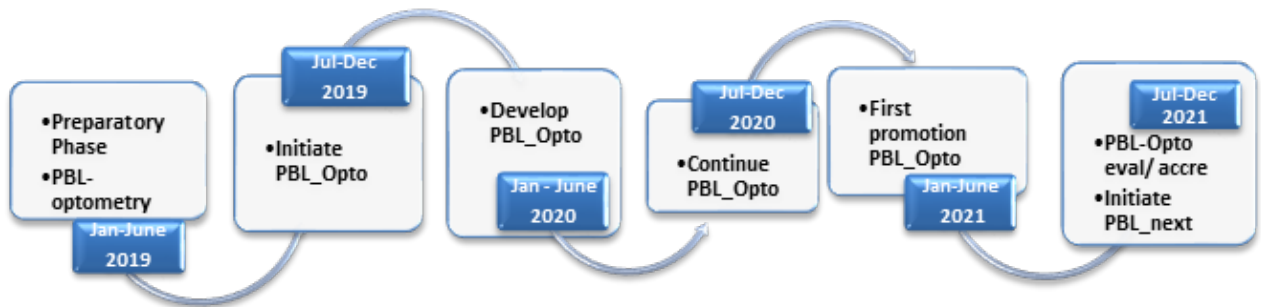 •Preparatory
Phase
•PBL-
optometry
Jan-June
2019
Jul-Dec
2019
•Initiate
PBL_Opto
•Develop
PBL_Opto
Jan - June
2020
Jul-Dec
2020
•Continue
PBL_Opto
•First
promotion
PBL_Opto
Jan-June
2021
Jul-Dec
2021
•PBL-Opto
eval/ accre
•Initiate
PBL_next